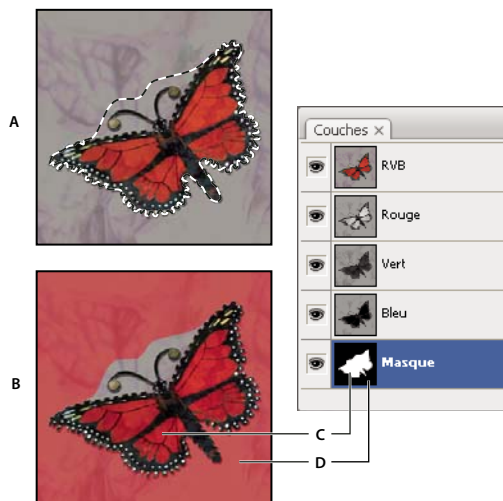 A
Couches ×
RVB
Rouge
Vert
Bleu
B
Masque
C
D